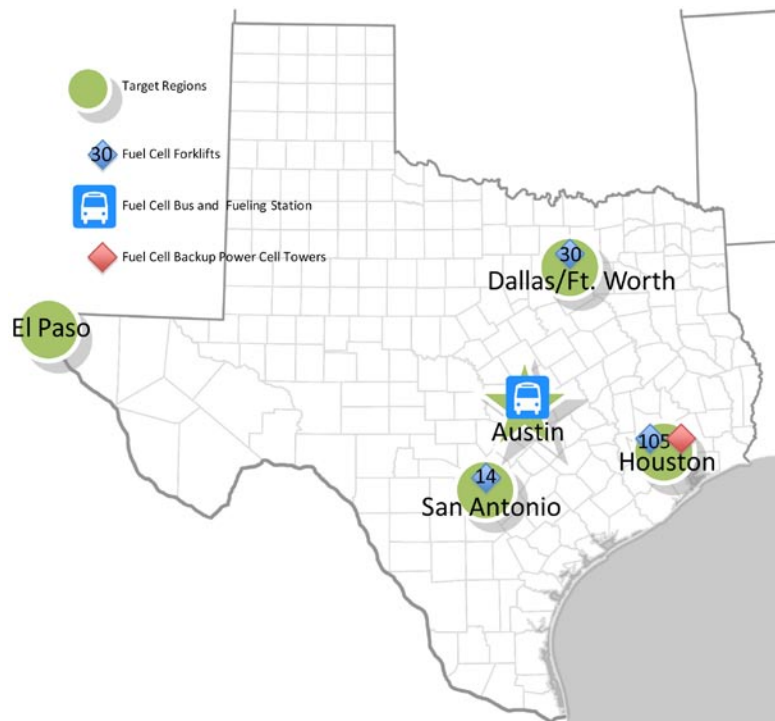 Target Regions
30 Fuel Cell Forklifts
Fuel Cell Bus and Fueling Station
Fuel Cell Backup Power Cell Towers
30
Dallas/Ft. Worth
El Paso
Austin
105
Houston
14
San Antonio